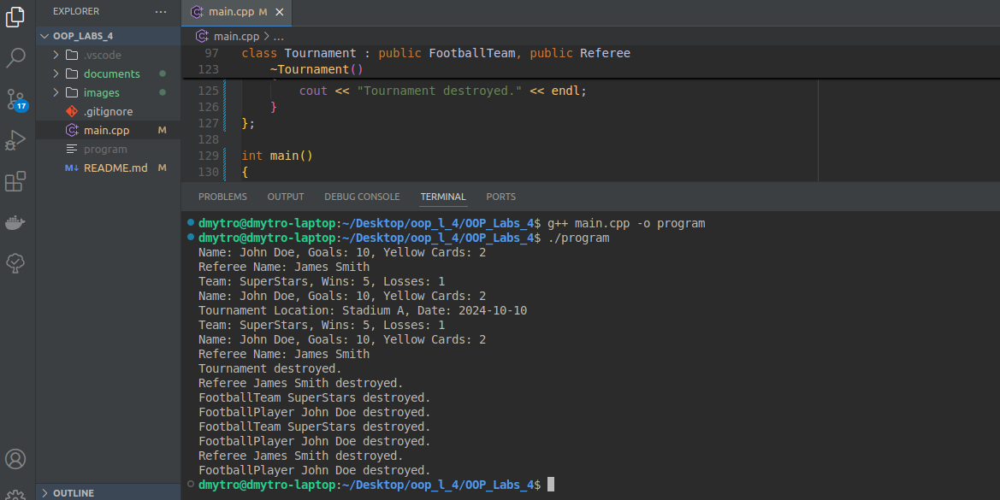 EXPLORER
OOP_LABS_4
.vscode
documents
images
.gitignore
main.cpp M
program
README.md M
17
OUTLINE
main.cpp M
main.cpp > ...
97 class Tournament : public FootballTeam, public Referee
123 ~Tournament()
125 cout << "Tournament destroyed." << endl;
126 }
127 };
128
129 int main()
130 {
PROBLEMS OUTPUT DEBUG CONSOLE TERMINAL PORTS
dmytro@dmytro-laptop:~/Desktop/oop_l_4/OOP_Labs_4$ g++ main.cpp -o program
dmytro@dmytro-laptop:~/Desktop/oop_l_4/OOP_Labs_4$ ./program
Name: John Doe, Goals: 10, Yellow Cards: 2
Referee Name: James Smith
Team: SuperStars, Wins: 5, Losses: 1
Name: John Doe, Goals: 10, Yellow Cards: 2
Tournament Location: Stadium A, Date: 2024-10-10
Team: SuperStars, Wins: 5, Losses: 1
Name: John Doe, Goals: 10, Yellow Cards: 2
Referee Name: James Smith
Tournament destroyed.
Referee James Smith destroyed.
FootballTeam SuperStars destroyed.
FootballPlayer John Doe destroyed.
FootballTeam SuperStars destroyed.
FootballPlayer John Doe destroyed.
Referee James Smith destroyed.
FootballPlayer John Doe destroyed.
dmytro@dmytro-laptop:~/Desktop/oop_l_4/OOP_Labs_4$